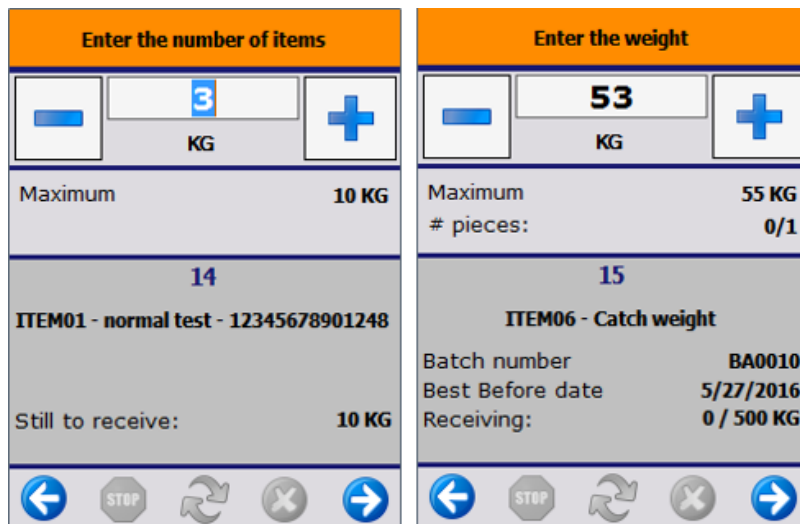 Enter the number of items
3
KG
Maximum 10 KG
14
ITEM01 - normal test - 12345678901248
Still to receive: 10 KG
STOP
Enter the weight
53
KG
Maximum 55 KG
# pieces: 0/1
15
ITEM06 - Catch weight
Batch number BA0010
Best Before date 5/27/2016
Receiving: 0 / 500 KG
STOP